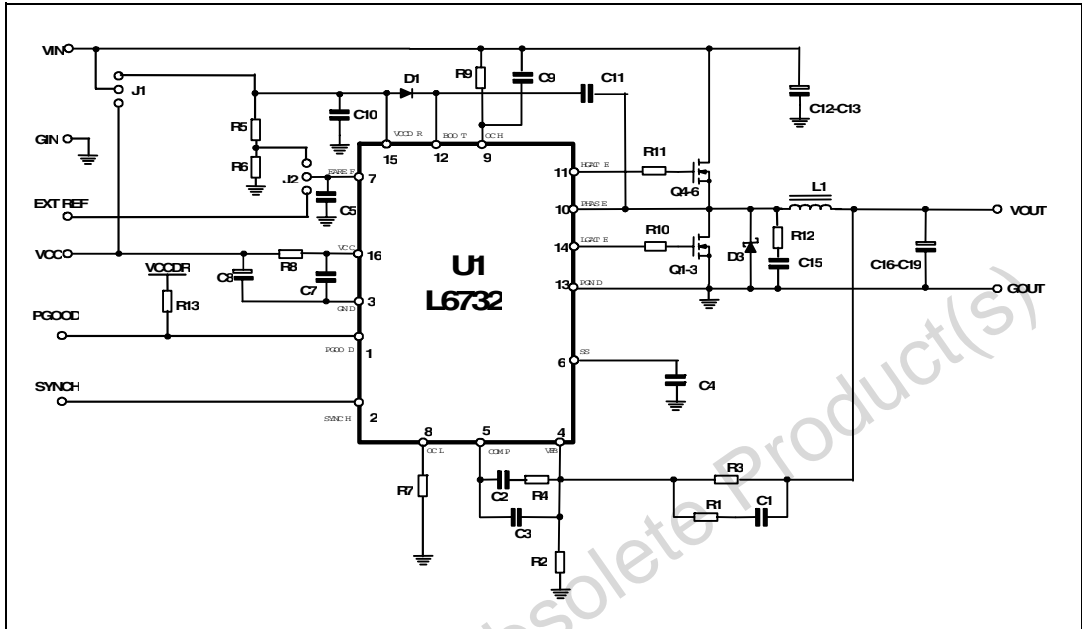 VIN
J1
GIN
EXT REF
VCC
VCCDR
R13
PGOOD
SYNCH
R5
R6
J2
C5
C10
D1
R9
C9
C11
C12-C13
VCCDR
BOOT
OCH
15
12
9
EAREF
7
R8
VCC
16
C8
C7
3
GND
PGOOD
1
SYNCH
2
U1
L6732
HGATE
11
R11
Q4-6
PHASE
10
L1
VOUT
LGATE
14
R10
Q1-3
D3
R12
C15
C16-C19
PGND
13
GOUT
SS
6
C4
8
OCL
5
COMP
4
VFB
R7
C2
R4
C3
R2
R3
R1
C1
bsolete Product(s)